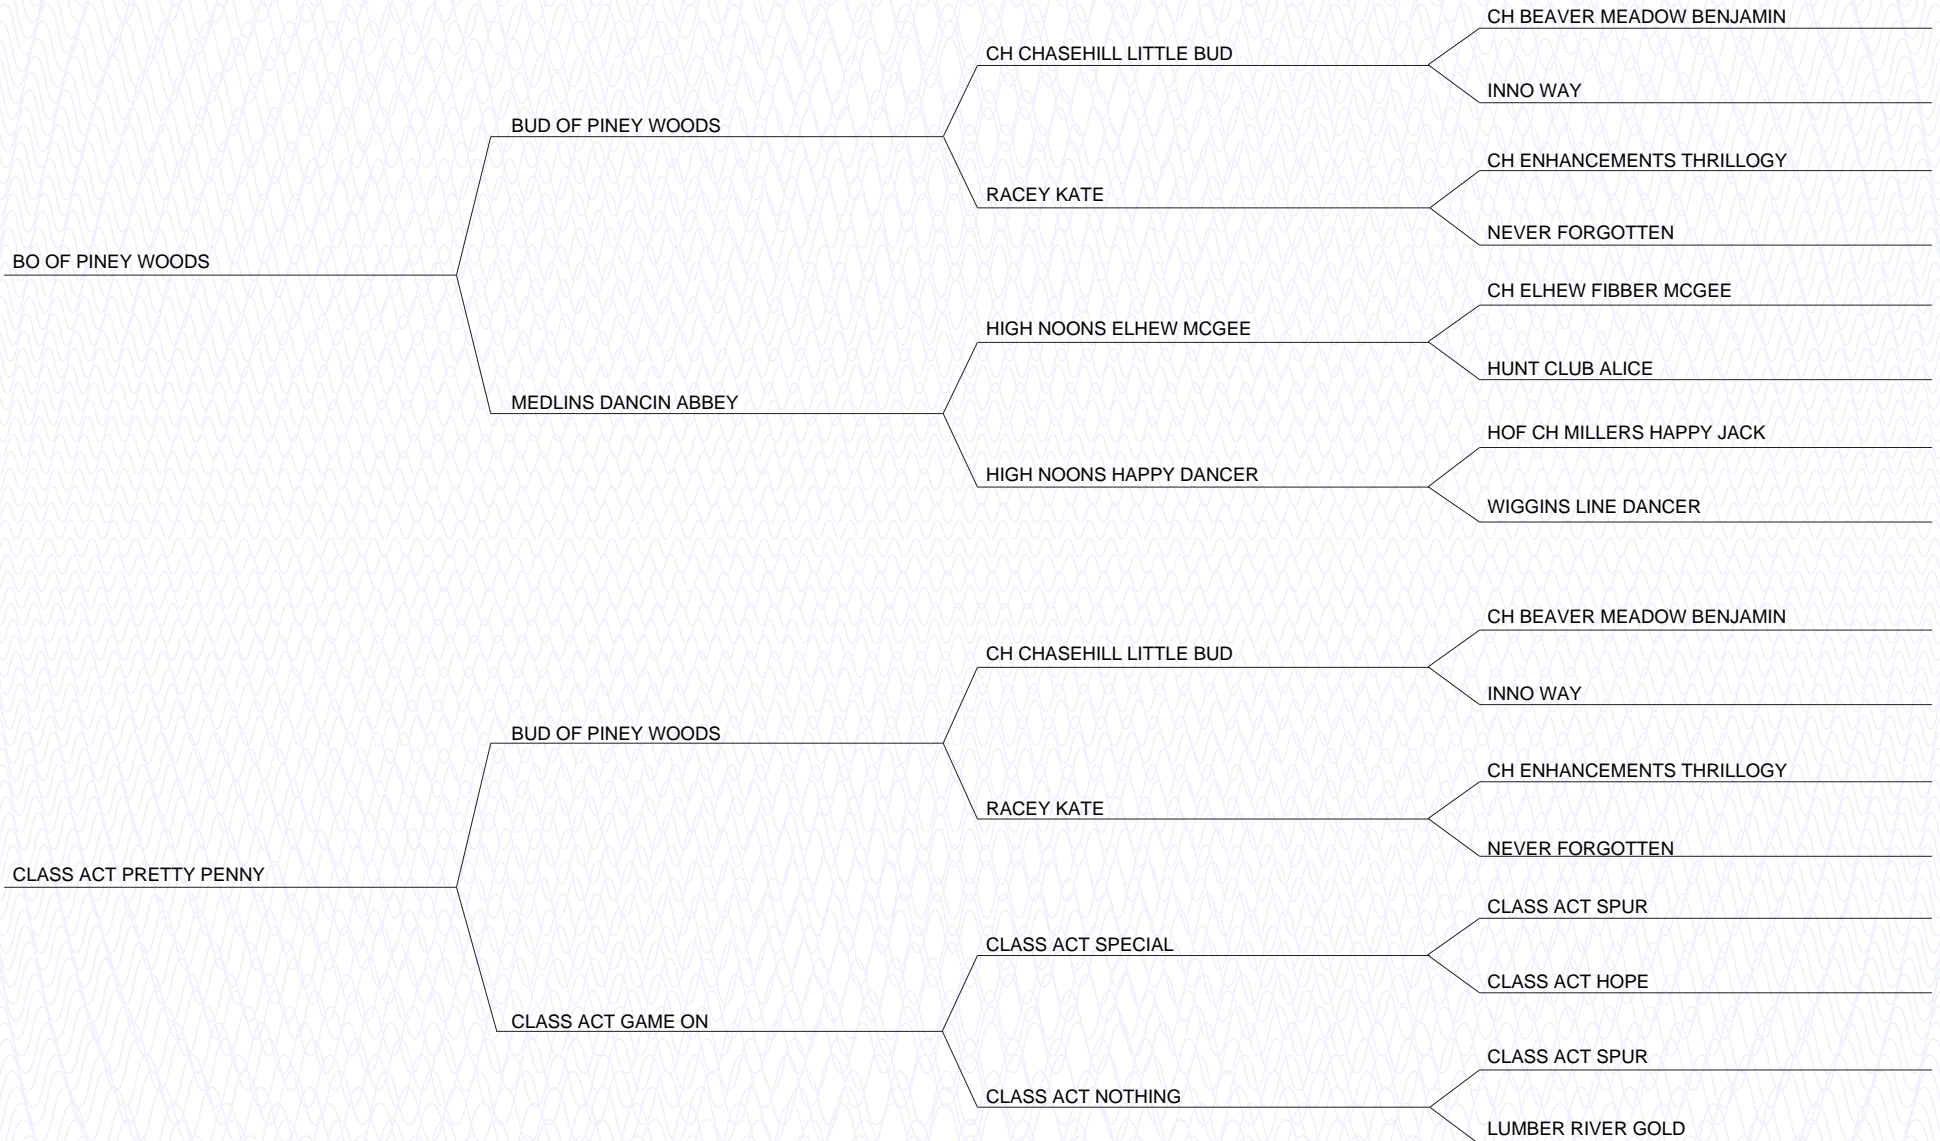 CH BEAVER MEADOW BENJAMIN
CH CHASEHILL LITTLE BUD
INNO WAY
BUD OF PINEY WOODS
CH ENHANCEMENTS THRILLOGY
RACEY KATE
NEVER FORGOTTEN
BO OF PINEY WOODS
CH ELHEW FIBBER MCGEE
HIGH NOONS ELHEW MCGEE
HUNT CLUB ALICE
MEDLINS DANCIN ABBEY
HOF CH MILLERS HAPPY JACK
HIGH NOONS HAPPY DANCER
WIGGINS LINE DANCER
CH BEAVER MEADOW BENJAMIN
CH CHASEHILL LITTLE BUD
INNO WAY
BUD OF PINEY WOODS
CH ENHANCEMENTS THRILLOGY
RACEY KATE
NEVER FORGOTTEN
CLASS ACT PRETTY PENNY
CLASS ACT SPUR
CLASS ACT SPECIAL
CLASS ACT HOPE
CLASS ACT GAME ON
CLASS ACT SPUR
CLASS ACT NOTHING
LUMBER RIVER GOLD